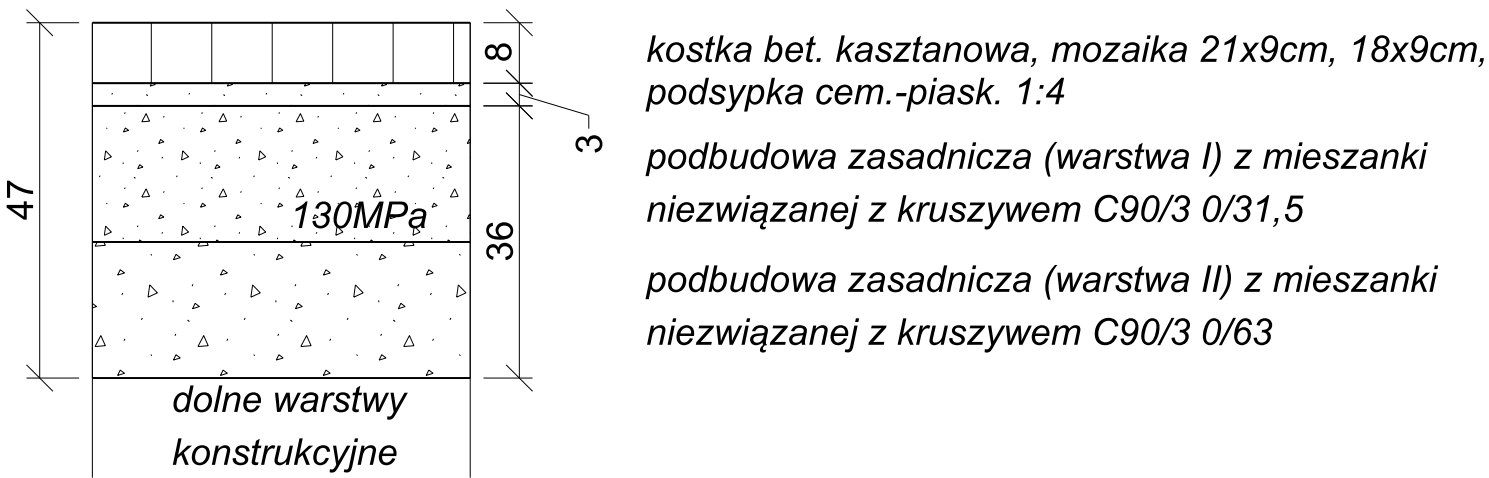 8
kostka bet. kasztanowa, mozaika 21x9cm, 18x9cm,
podsypka cem.-piask. 1:4
3
podbudowa zasadnicza (warstwa I) z mieszanki
47
niezwiązanej z kruszywem C90/3 0/31,5
130MPa
36
podbudowa zasadnicza (warstwa II) z mieszanki
niezwiązanej z kruszywem C90/3 0/63
dolne warstwy
konstrukcyjne